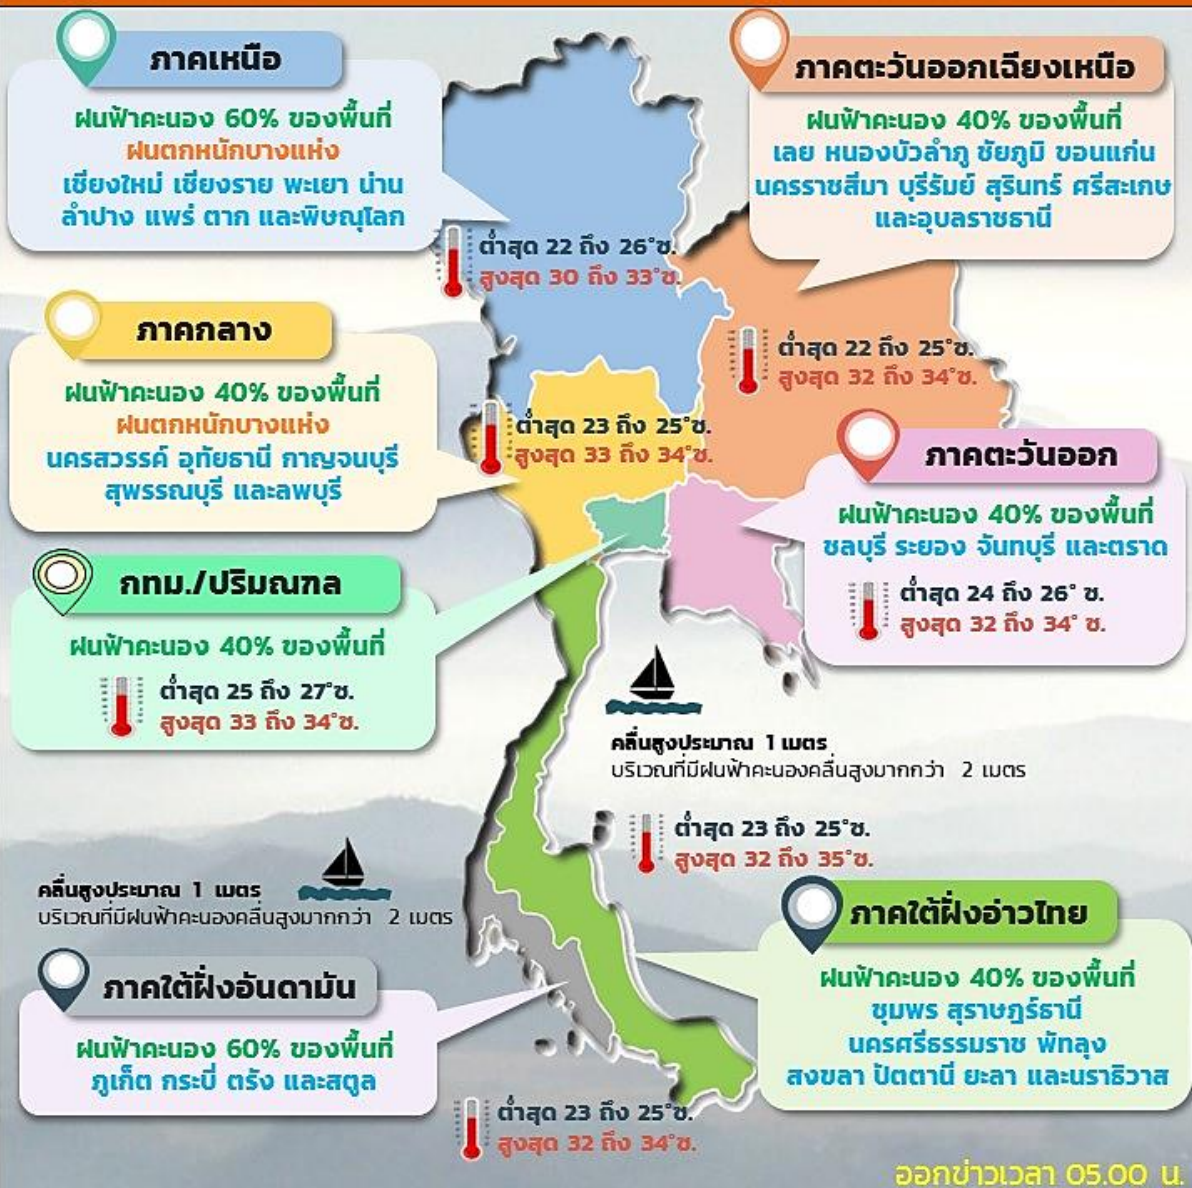 ภาคเหนือ
ฝนฟ้าคะนอง 60% ของพื้นที่
ฝนตกหนักบางแห่ง
เชียงใหม่ เชียงราย พะเยา น่าน
ลำปาง แพร่ ตาก และพิษณุโลก
ต่ำสุด 22 ถึง 26°ซ.
สูงสุด 30 ถึง 33°ซ.
ภาคตะวันออกเฉียงเหนือ
ฝนฟ้าคะนอง 40% ของพื้นที่
เลย หนองบัวลำภู ชัยภูมิ ขอนแก่น
นครราชสีมา บุรีรัมย์ สุรินทร์ ศรีสะเกษ
และอุบลราชธานี
ต่ำสุด 22 ถึง 25°ซ.
สูงสุด 32 ถึง 34°ซ.
ภาคกลาง
ฝนฟ้าคะนอง 40% ของพื้นที่
ฝนตกหนักบางแห่ง
นครสวรรค์ อุทัยธานี กาญจนบุรี
สุพรรณบุรี และลพบุรี
ต่ำสุด 23 ถึง 25°ซ.
สูงสุด 33 ถึง 34°ซ.
ภาคตะวันออก
ฝนฟ้าคะนอง 40% ของพื้นที่
ชลบุรี ระยอง จันทบุรี และตราด
ต่ำสุด 24 ถึง 26° ซ.
สูงสุด 32 ถึง 34° ซ.
กทม./ปริมณฑล
ฝนฟ้าคะนอง 40% ของพื้นที่
ต่ำสุด 25 ถึง 27°ซ.
สูงสุด 33 ถึง 34°ซ.
คลื่นสูงประมาณ 1 เมตร
บริเวณที่มีฝนฟ้าคะนองคลื่นสูงมากกว่า 2 เมตร
ต่ำสุด 23 ถึง 25°ซ.
สูงสุด 32 ถึง 35°ซ.
คลื่นสูงประมาณ 1 เมตร
บริเวณที่มีฝนฟ้าคะนองคลื่นสูงมากกว่า 2 เมตร
ภาคใต้ฝั่งอ่าวไทย
ฝนฟ้าคะนอง 40% ของพื้นที่
ชุมพร สุราษฎร์ธานี
นครศรีธรรมราช พัทลุง
สงขลา ปัตตานี ยะลา และนราธิวาส
ภาคใต้ฝั่งอันดามัน
ฝนฟ้าคะนอง 60% ของพื้นที่
ภูเก็ต กระบี่ ตรัง และสตูล
ต่ำสุด 23 ถึง 25°ซ.
สูงสุด 32 ถึง 34°ซ.
ออกข่าวเวลา 05.00 น.